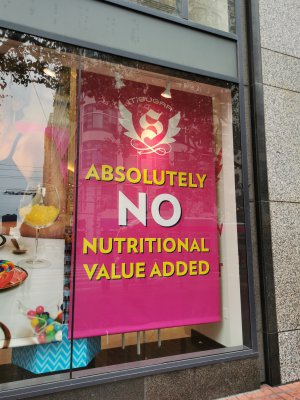 S
ABSOLUTELY
NO
NUTRITIONAL
VALUE ADDED